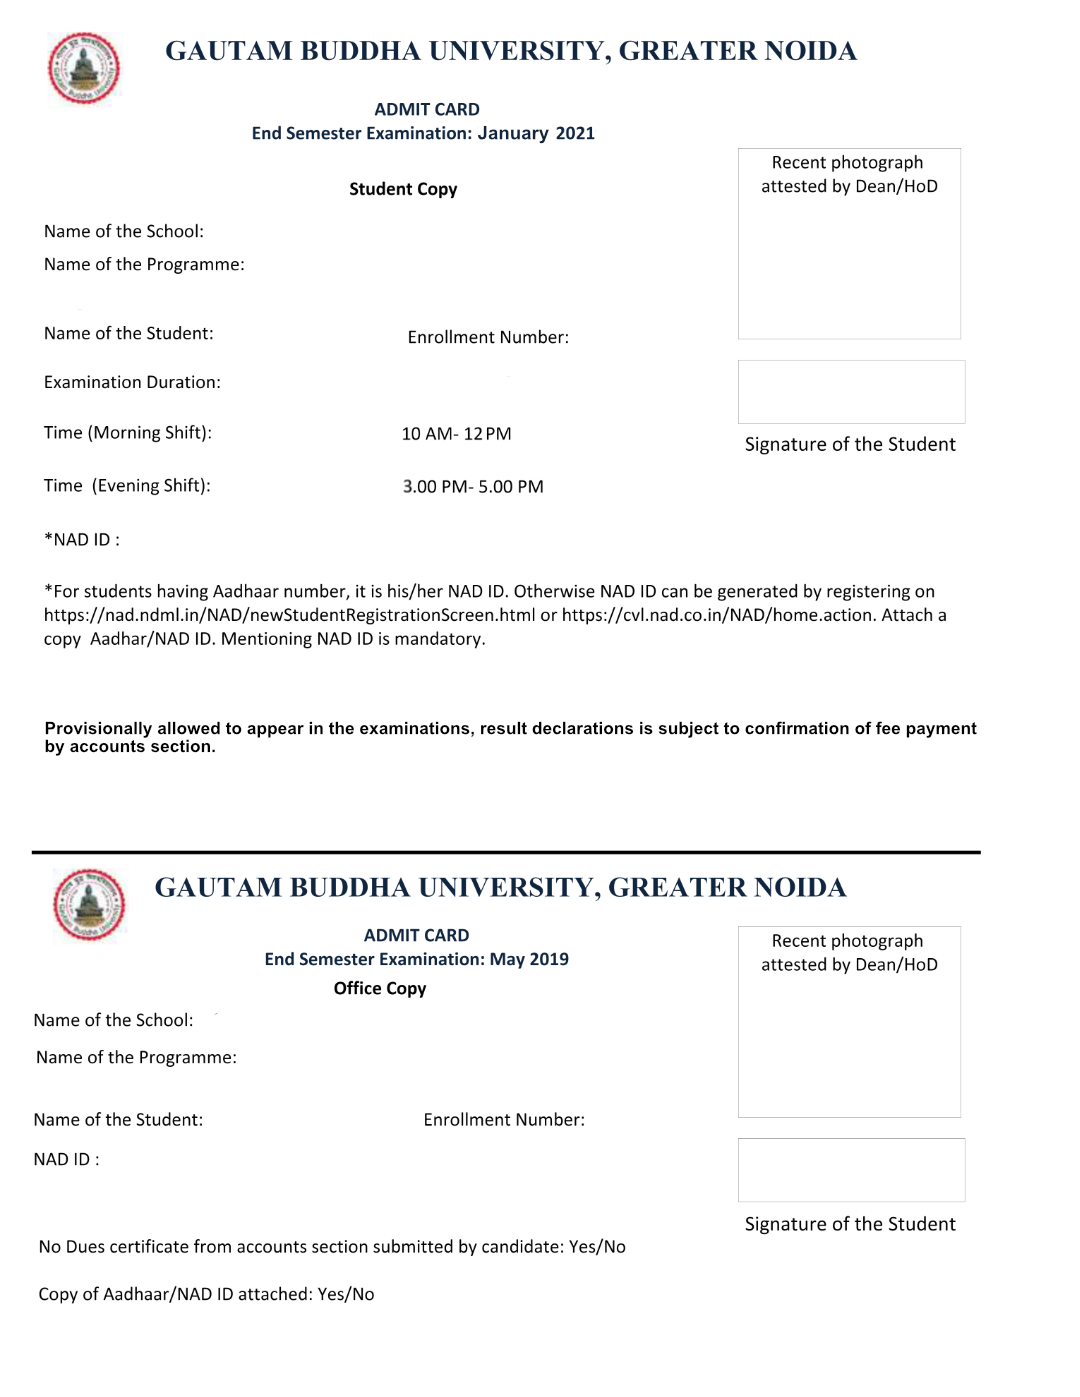 GAUTAM BUDDHA UNIVERSITY, GREATER NOIDA
ADMIT CARD
End Semester Examination: January 2021
Recent photograph
attested by Dean/HoD
Student Copy
Name of the School:
Name of the Programme:
Name of the Student:
Enrollment Number:
Examination Duration:
Time (Morning Shift): 10 AM- 12 PM
Signature of the Student
Time (Evening Shift): 3.00 PM- 5.00 PM
*NAD ID :
*For students having Aadhaar number, it is his/her NAD ID. Otherwise NAD ID can be generated by registering on
https://nad.ndml.in/NAD/newStudentRegistrationScreen.html or https://cvl.nad.co.in/NAD/home.action. Attach a
copy Aadhar/NAD ID. Mentioning NAD ID is mandatory.
Provisionally allowed to appear in the examinations, result declarations is subject to confirmation of fee payment
by accounts section.
GAUTAM BUDDHA UNIVERSITY, GREATER NOIDA
ADMIT CARD
End Semester Examination: May 2019
Recent photograph
attested by Dean/HoD
Office Copy
Name of the School:
Name of the Programme:
Name of the Student:
Enrollment Number:
NAD ID :
Signature of the Student
No Dues certificate from accounts section submitted by candidate: Yes/No
Copy of Aadhaar/NAD ID attached: Yes/No